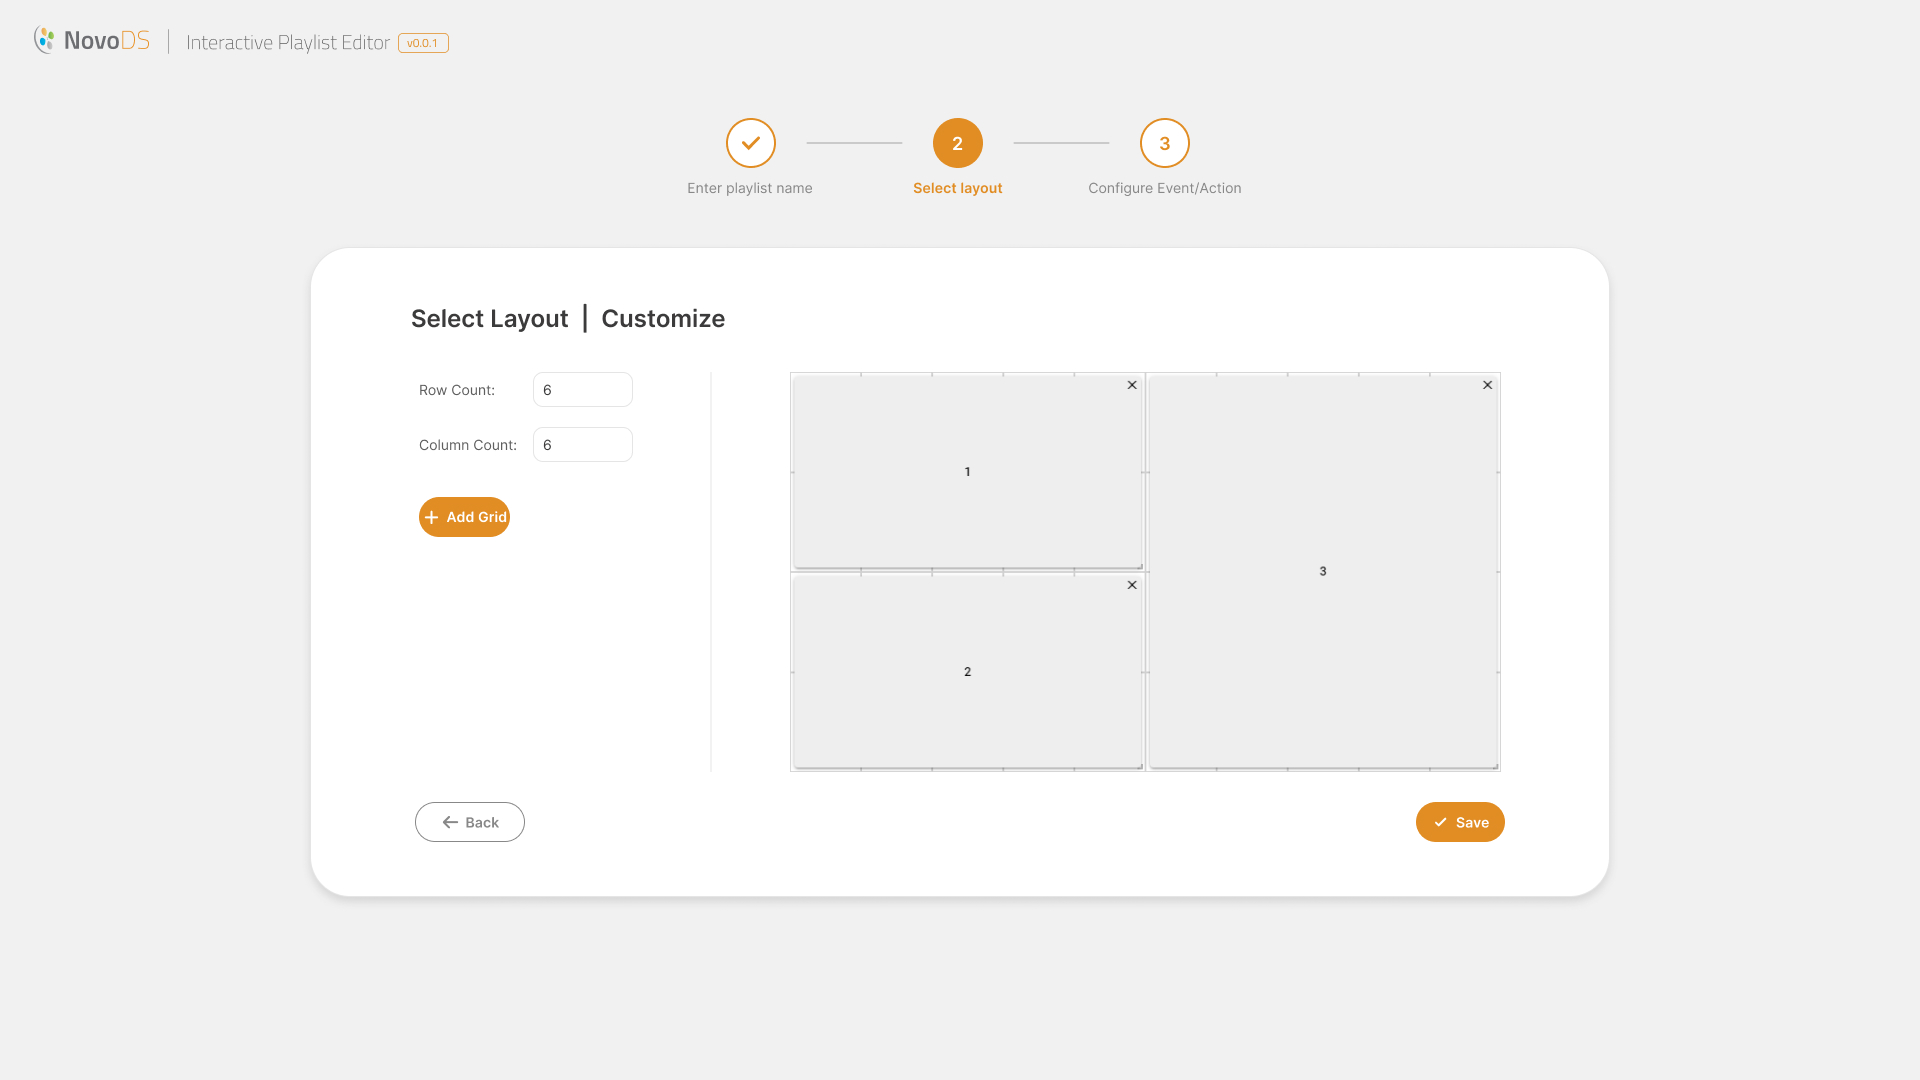 NovoDS | Interactive Playlist Editor v0.0.1
2 3
Enter playlist name Select layout Configure Event/Action
Select Layout | Customize
Row Count: 6
Column Count: 6
+ Add Grid
1
2
3
Back
Save